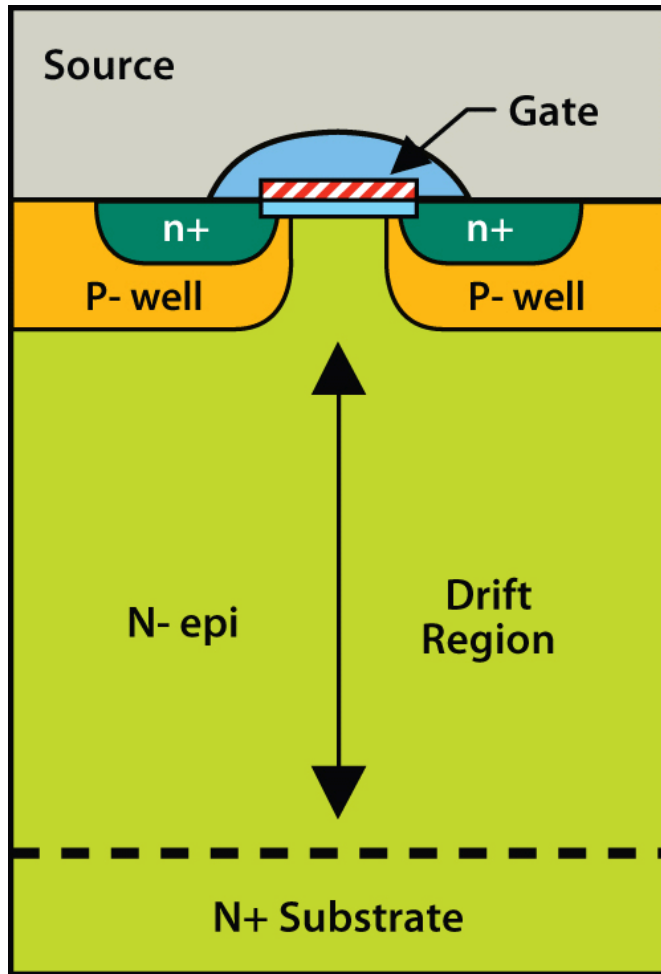 Source
Gate
n+
n+
P- well
P- well
N- epi
Drift
Region
N+ Substrate